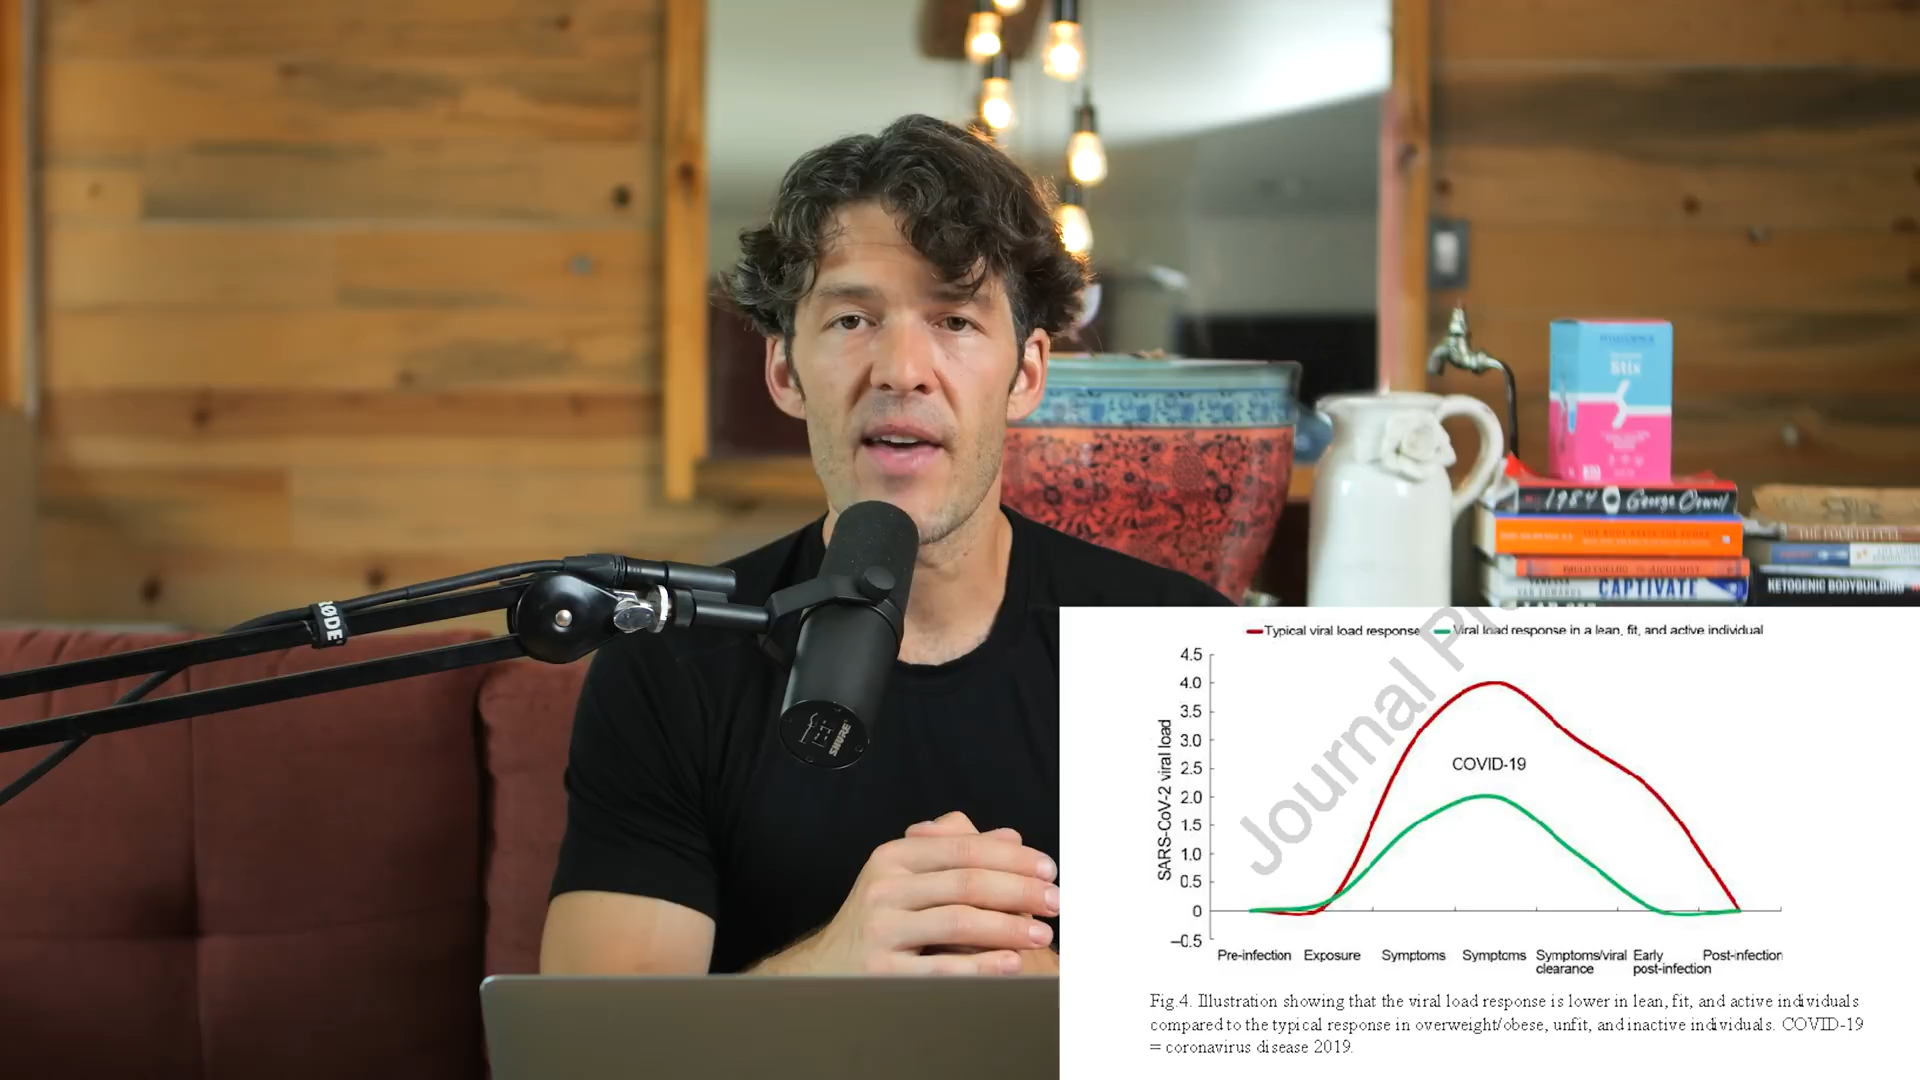 Stix
1984 George Orwell
PAULO COELHO
CAPTIVATE
KETOGENIC BODYBUILDING
RØDE
SHURE
Typical viral load response Viral load response in a lean, fit, and active individual
4.5
4.0
3.5
3.0
2.5
2.0
1.5
1.0
0.5
0
-0.5
SARS-CoV-2 viral load
COVID-19
Journal
Pre-infection Exposure Symptoms Symptoms Symptoms/viral clearance Early post-infection Post-infection
Fig.4. Illustration showing that the viral load response is lower in lean, fit, and active individuals
compared to the typical response in overweight/obese, unfit, and inactive individuals. COVID-19
= coronavirus disease 2019.